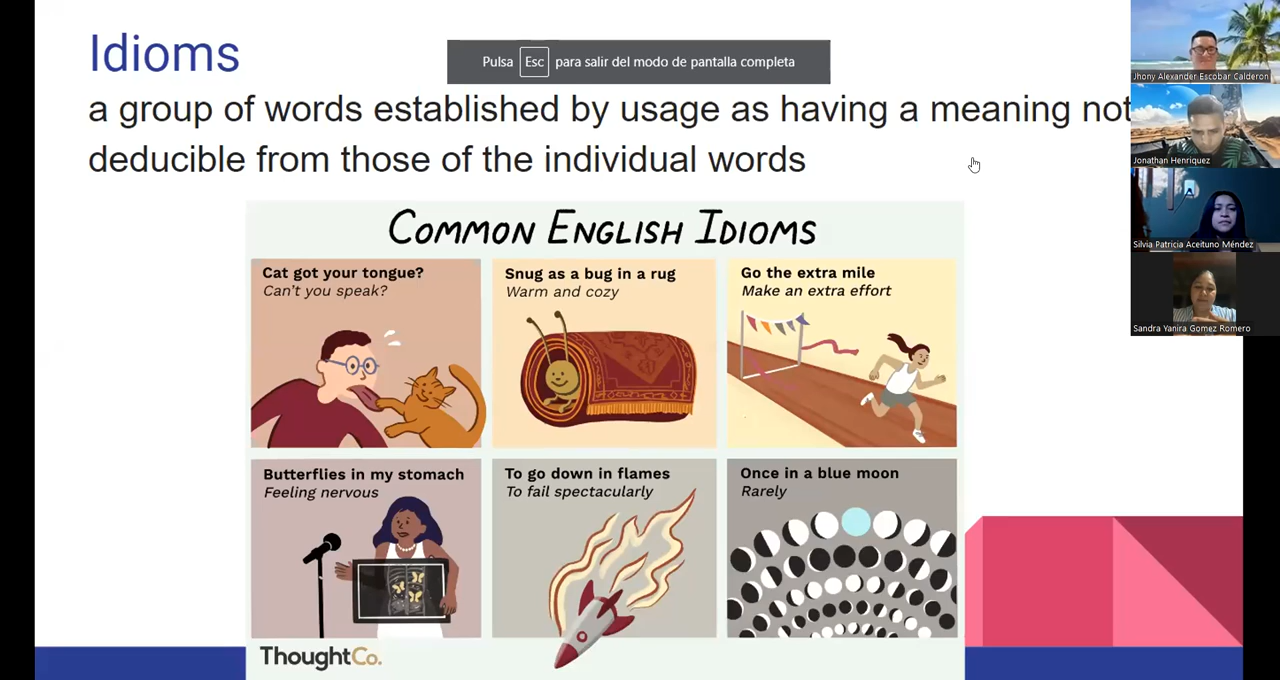 Idioms
Pulsa Esc para salir del modo de pantalla completa
a group of words established by usage as having a meaning not
deducible from those of the individual words
COMMON ENGLISH IDIOMS
Cat got your tongue?
Can't you speak?
Snug as a bug in a rug
Warm and cozy
Go the extra mile
Make an extra effort
Butterflies in my stomach
Feeling nervous
To go down in flames
To fail spectacularly
Once in a blue moon
Rarely
ThoughtCo.
Jhony Alexander Escobar Calderon
Jonathan Henriquez
Silvia Patricia Aceituno Méndez
Sandra Yanira Gomez Romero